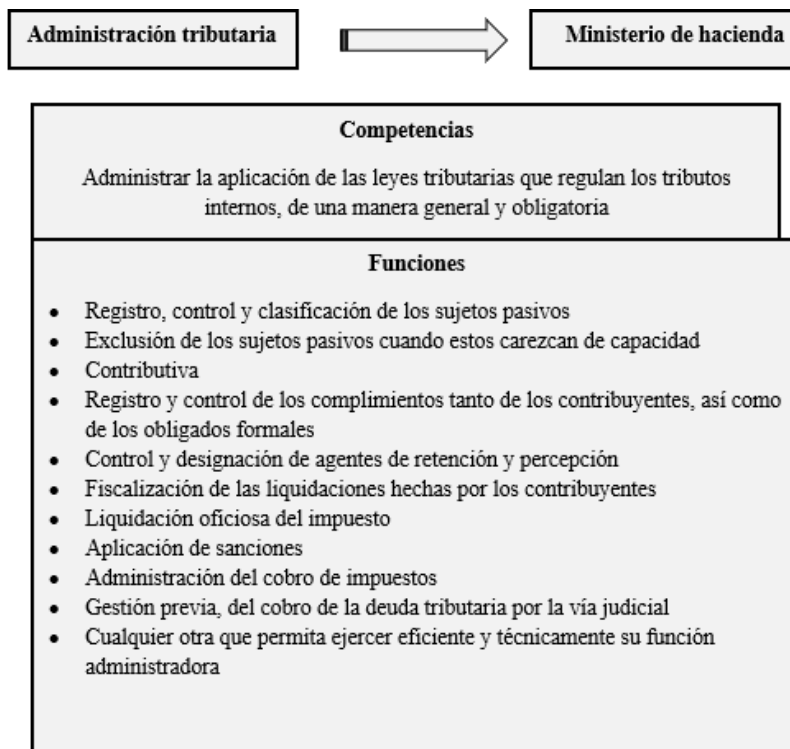 Administración tributaria
Ministerio de hacienda
Competencias
Administrar la aplicación de las leyes tributarias que regulan los tributos
internos, de una manera general y obligatoria
Funciones
• Registro, control y clasificación de los sujetos pasivos
• Exclusión de los sujetos pasivos cuando estos carezcan de capacidad
• Contributiva
• Registro y control de los complimientos tanto de los contribuyentes, así como
de los obligados formales
• Control y designación de agentes de retención y percepción
• Fiscalización de las liquidaciones hechas por los contribuyentes
• Liquidación oficiosa del impuesto
• Aplicación de sanciones
• Administración del cobro de impuestos
• Gestión previa, del cobro de la deuda tributaria por la vía judicial
• Cualquier otra que permita ejercer eficiente y técnicamente su función
administradora